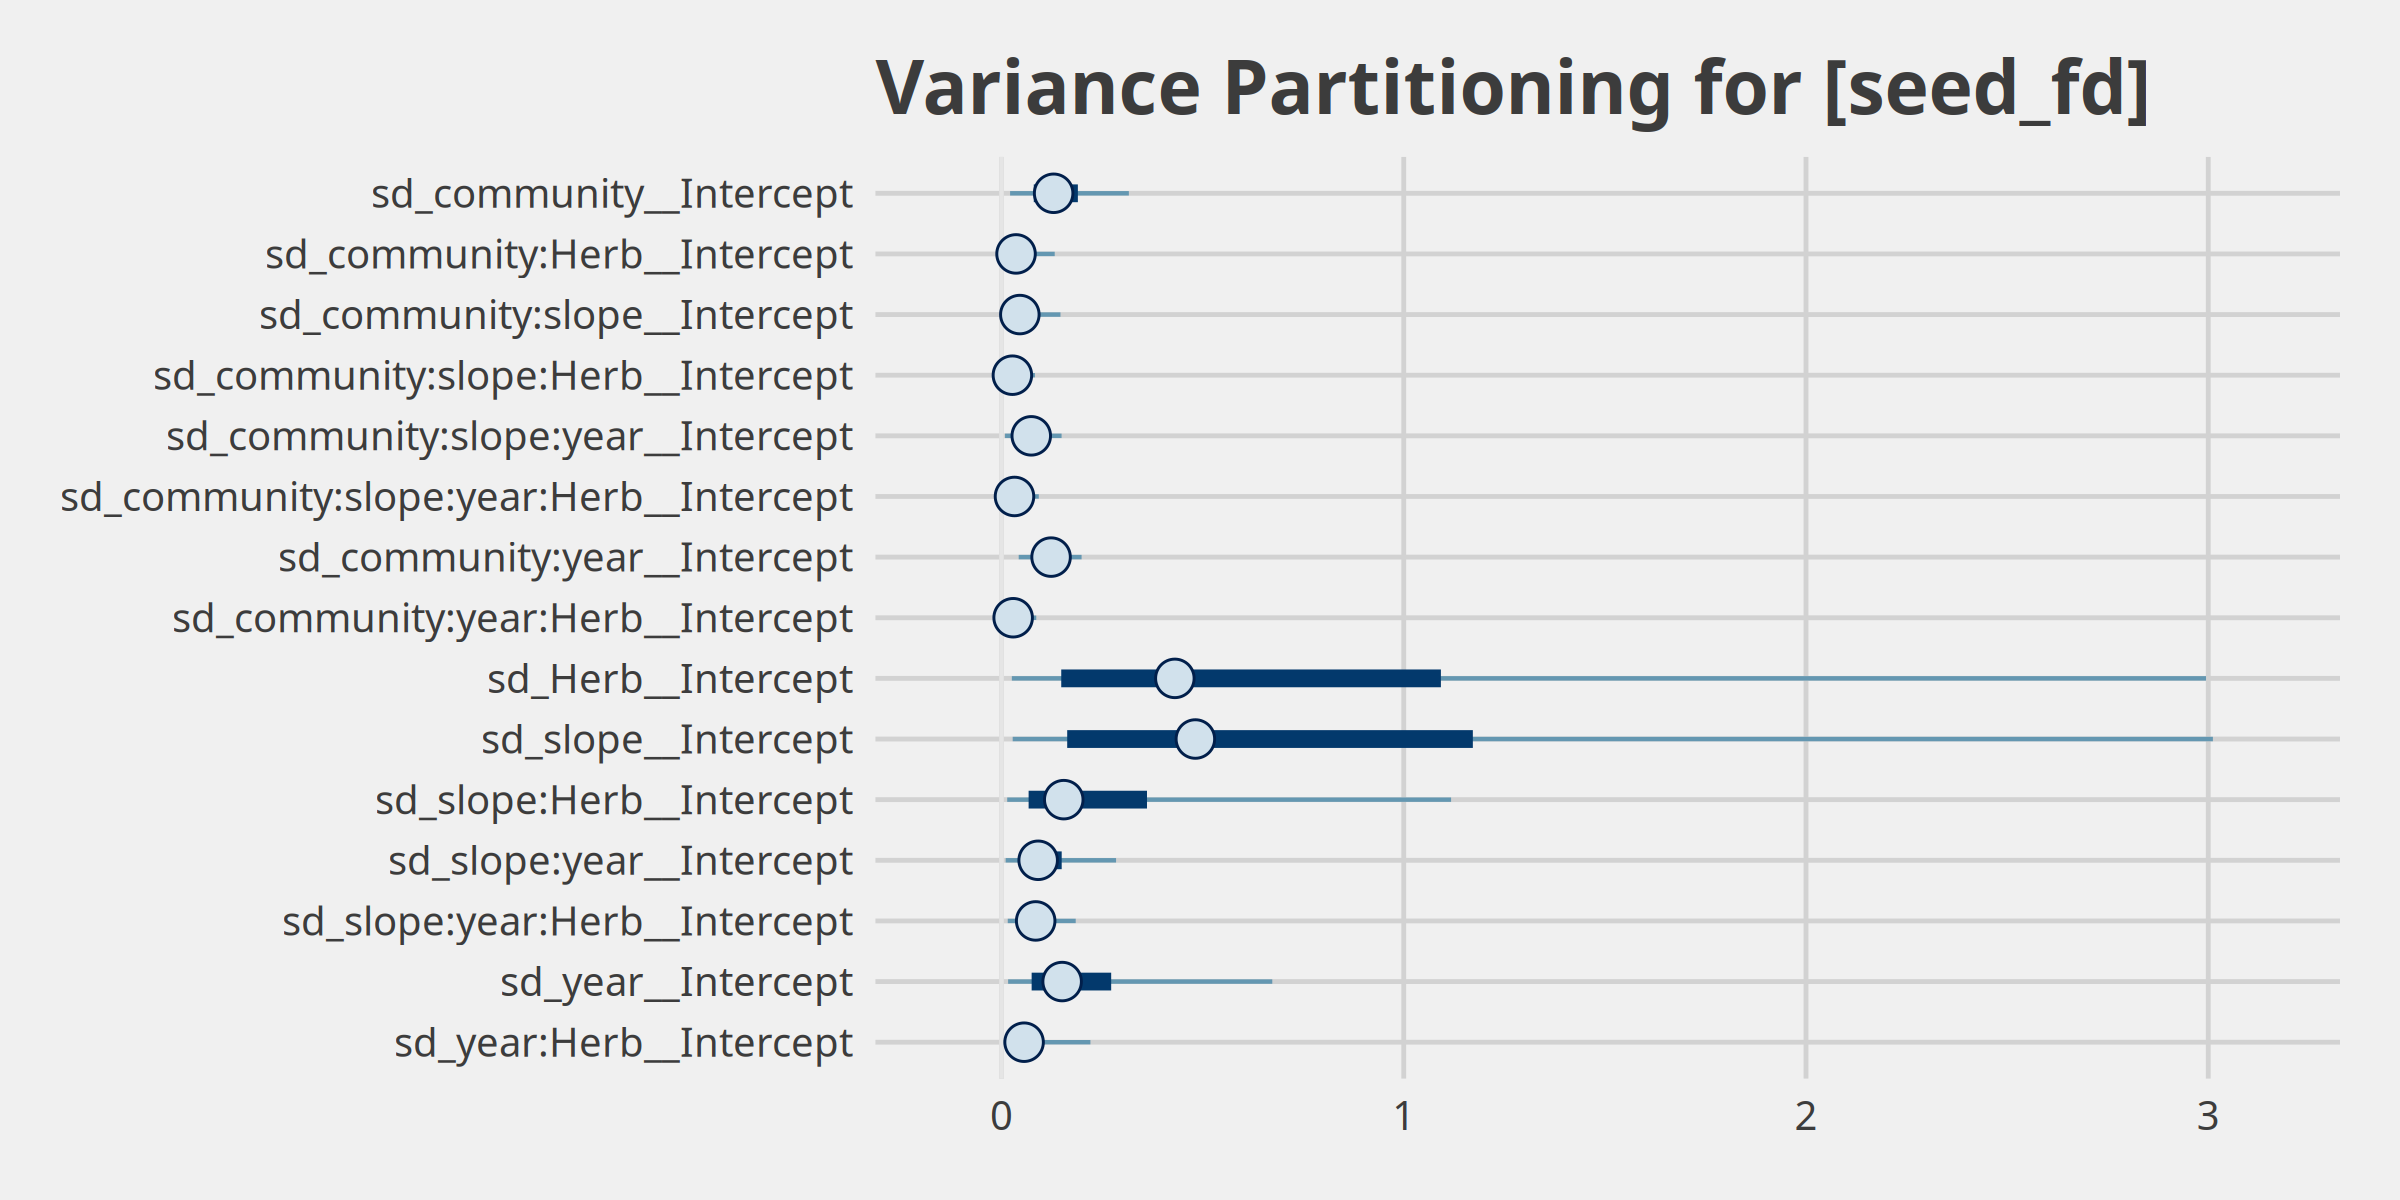 Variance Partitioning for [seed_fd]
sd_community__Intercept
sd_community:Herb__Intercept
sd_community:slope__Intercept
sd_community:slope:Herb__Intercept
sd_community:slope:year__Intercept
sd_community:slope:year:Herb__Intercept
sd_community:year__Intercept
sd_community:year:Herb__Intercept
sd_Herb__Intercept
sd_slope__Intercept
sd_slope:Herb__Intercept
sd_slope:year__Intercept
sd_slope:year:Herb__Intercept
sd_year__Intercept
sd_year:Herb__Intercept
0 1 2 3